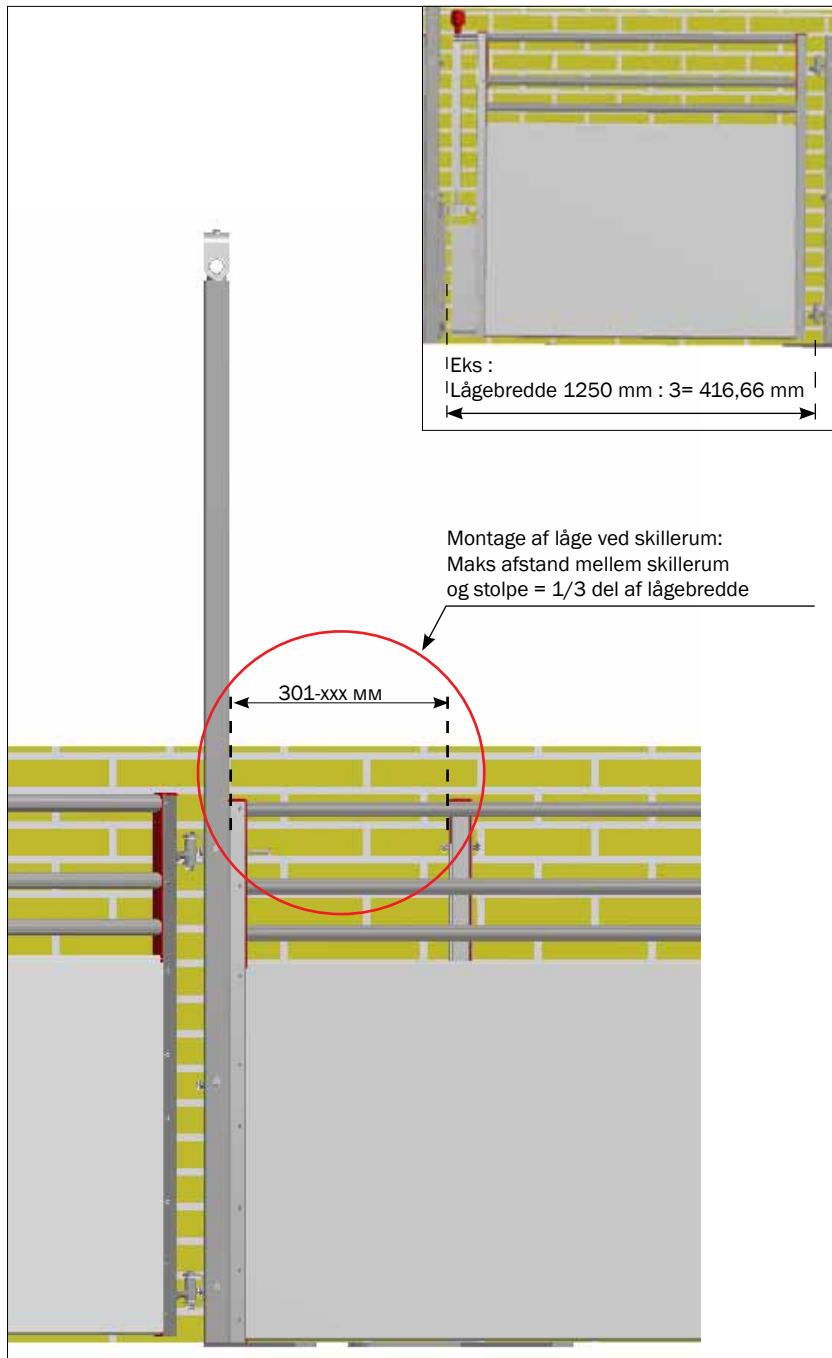 Eks :
Lågebredde 1250 mm : 3= 416,66 mm
Montage af låge ved skillerum:
Maks afstand mellem skillerum
og stolpe = 1/3 del af lågebredde
301-xxx мм